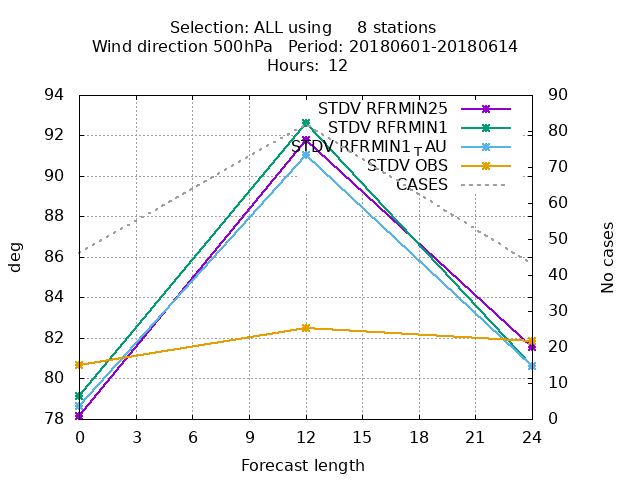 Selection: ALL using 8 stations
Wind direction 500hPa Period: 20180601-20180614
Hours: 12
94
92
90
88
86
84
82
80
78
90
80
70
60
50
40
30
20
10
0
STDV RFRMIN25
STDV RFRMIN1
STDV RFRMIN1TAU
STDV OBS
CASES
deg
No cases
0 3 6 9 12 15 18 21 24
Forecast length